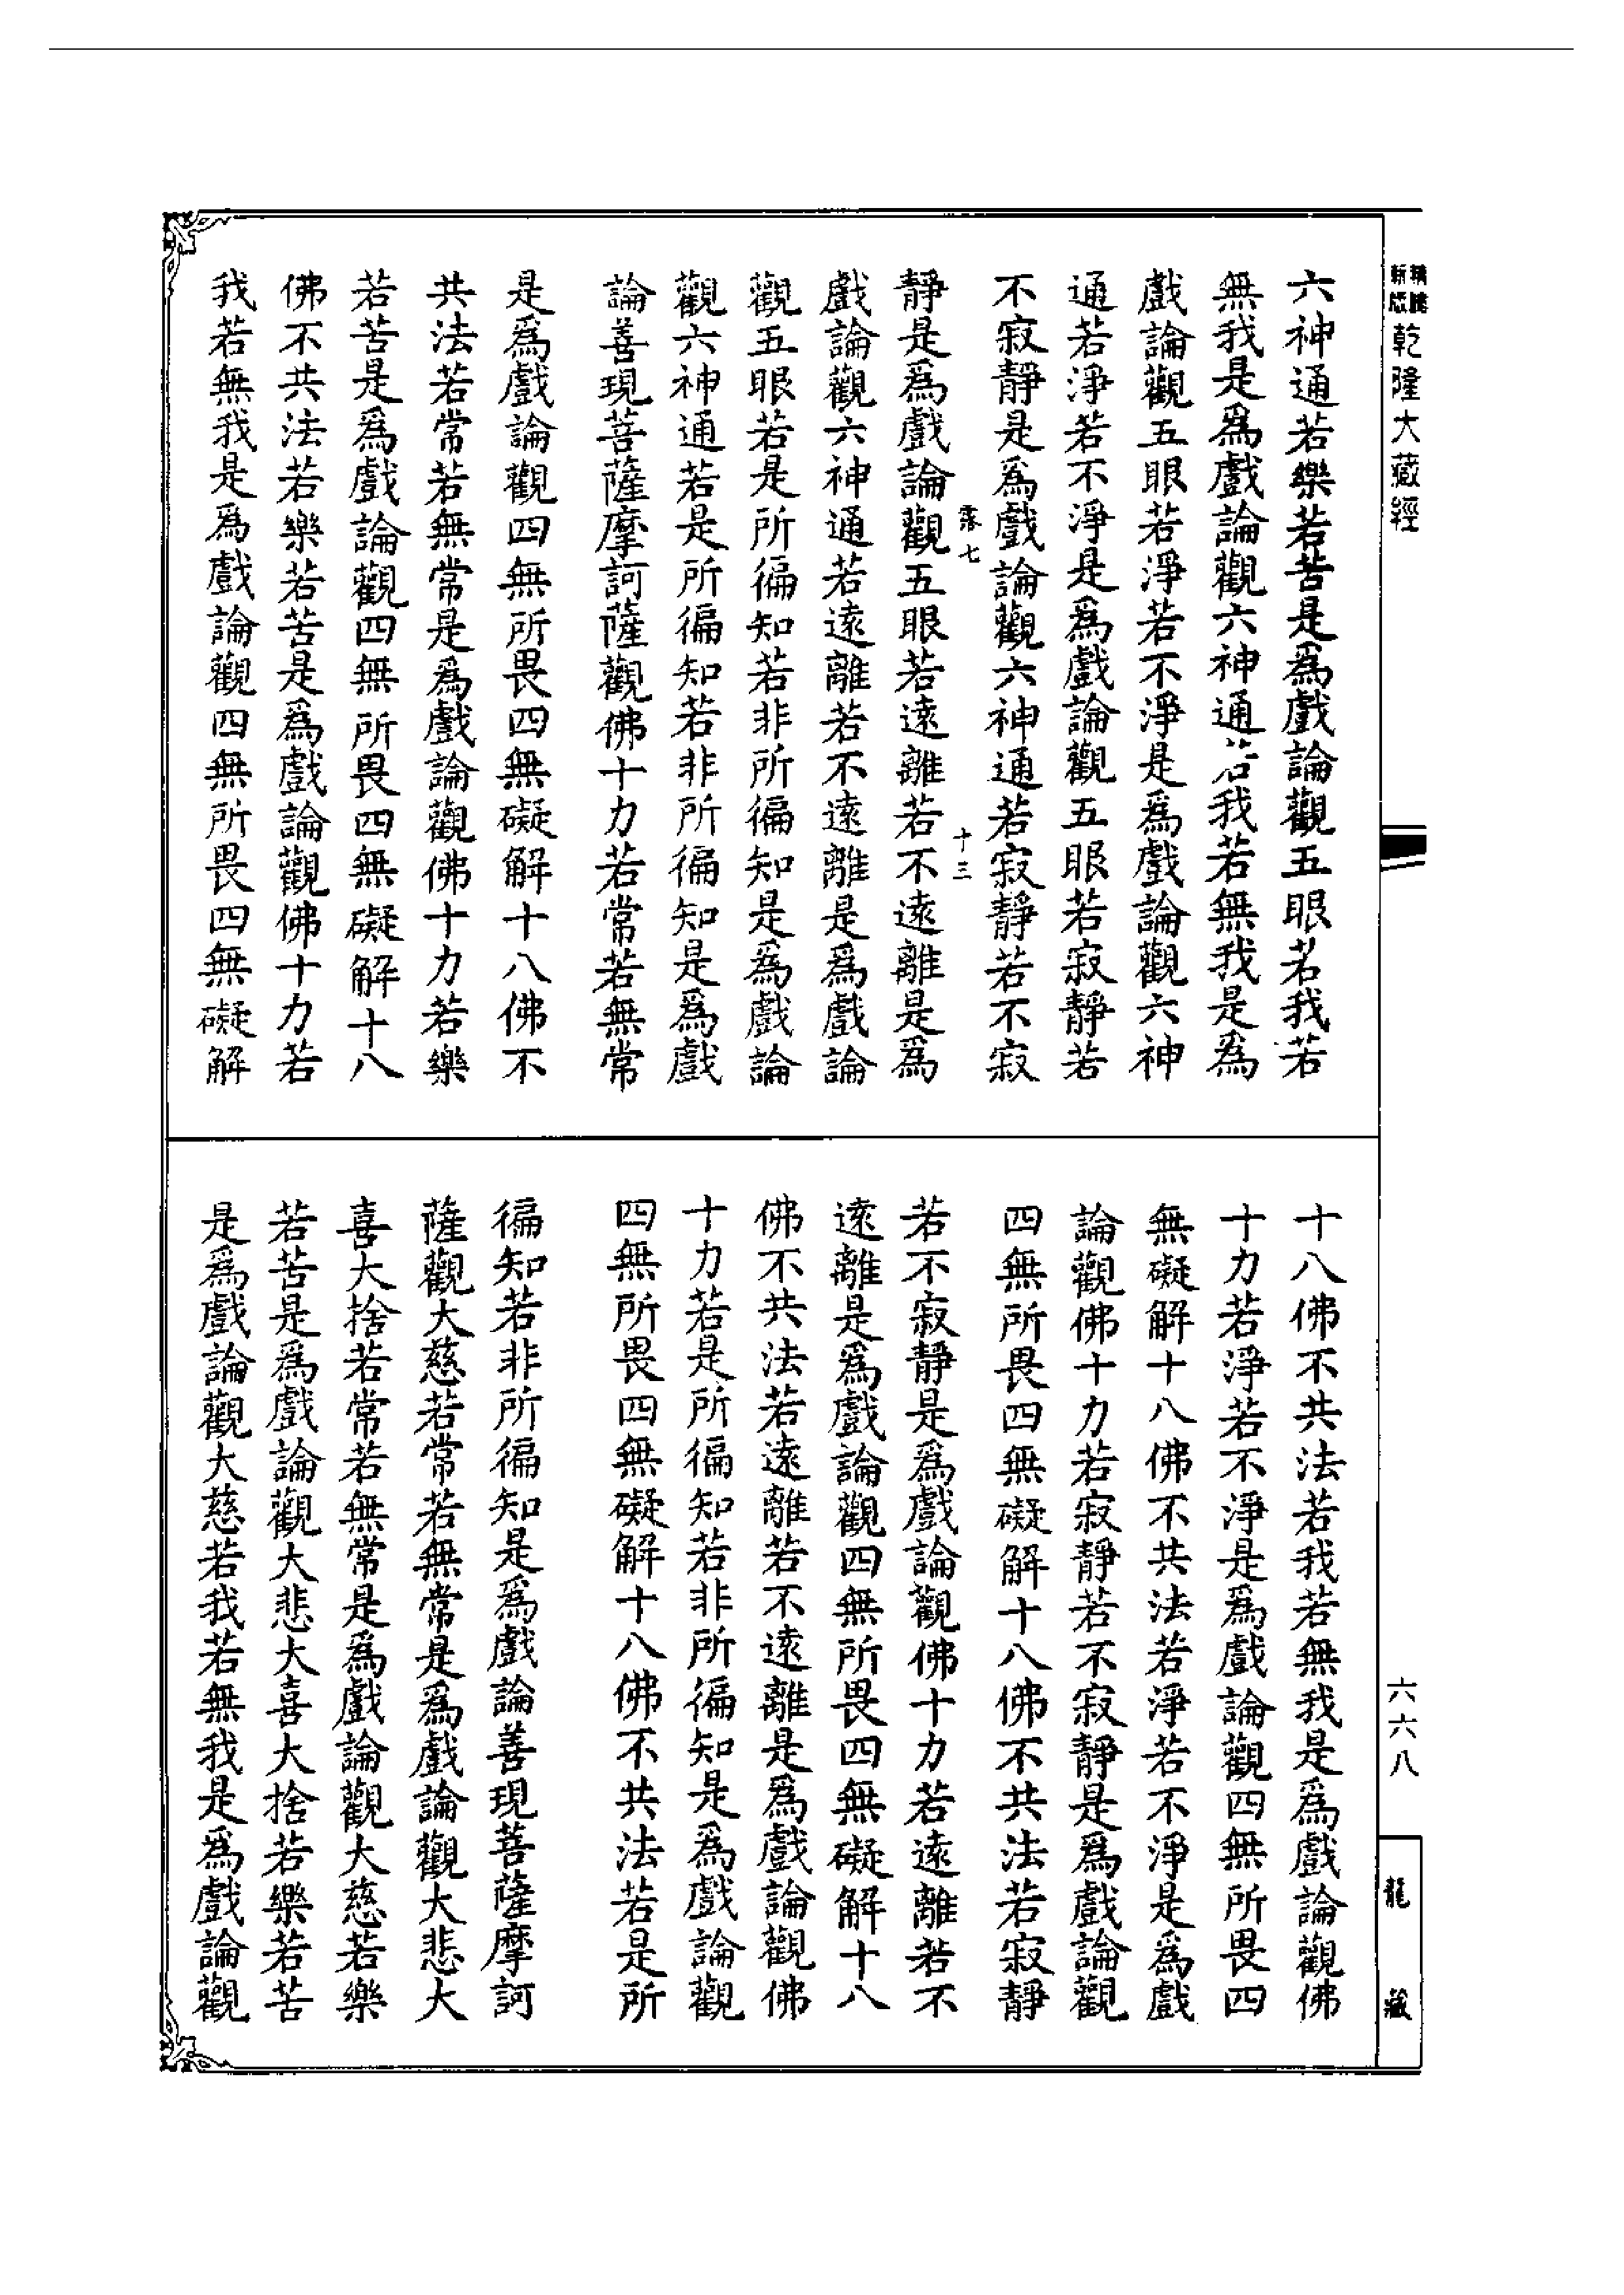 新纂縮版乾隆大藏經
六神通若樂若苦是爲戲論觀五眼若我若
無我是爲戲論觀六神通若我若無我是爲
戲論觀五眼若淨若不淨是爲戲論觀六神
通若淨若不淨是爲戲論觀五眼若寂靜若
不寂靜是爲戲論觀六神通若寂靜若不寂
露七 十三
靜是爲戲論觀五眼若遠離若不遠離是爲
戲論觀六神通若遠離若不遠離是爲戲論
觀五眼若是所徧知若非所徧知是爲戲論
觀六神通若是所徧知若非所徧知是爲戲
論善現菩薩摩訶薩觀佛十力若常若無常
是爲戲論觀四無所畏四無礙解十八佛不
共法若常若無常是爲戲論觀佛十力若樂
若苦是爲戲論觀四無所畏四無礙解十八
佛不共法若樂若苦是爲戲論觀佛十力若
我若無我是爲戲論觀四無所畏四無礙解
十八佛不共法若我若無我是爲戲論觀佛
十力若淨若不淨是爲戲論觀四無所畏四
無礙解十八佛不共法若淨若不淨是爲戲
論觀佛十力若寂靜若不寂靜是爲戲論觀
四無所畏四無礙解十八佛不共法若寂靜
若不寂靜是爲戲論觀佛十力若遠離若不
遠離是爲戲論觀四無所畏四無礙解十八
佛不共法若遠離若不遠離是爲戲論觀佛
十力若是所徧知若非所徧知是爲戲論觀
四無所畏四無礙解十八佛不共法若是所
徧知若非所徧知是爲戲論善現菩薩摩訶
薩觀大慈若常若無常是爲戲論觀大悲大
喜大捨若常若無常是爲戲論觀大慈若樂
若苦是爲戲論觀大悲大喜大捨若樂若苦
是爲戲論觀大慈若我若無我是爲戲論觀
六六八
龍藏